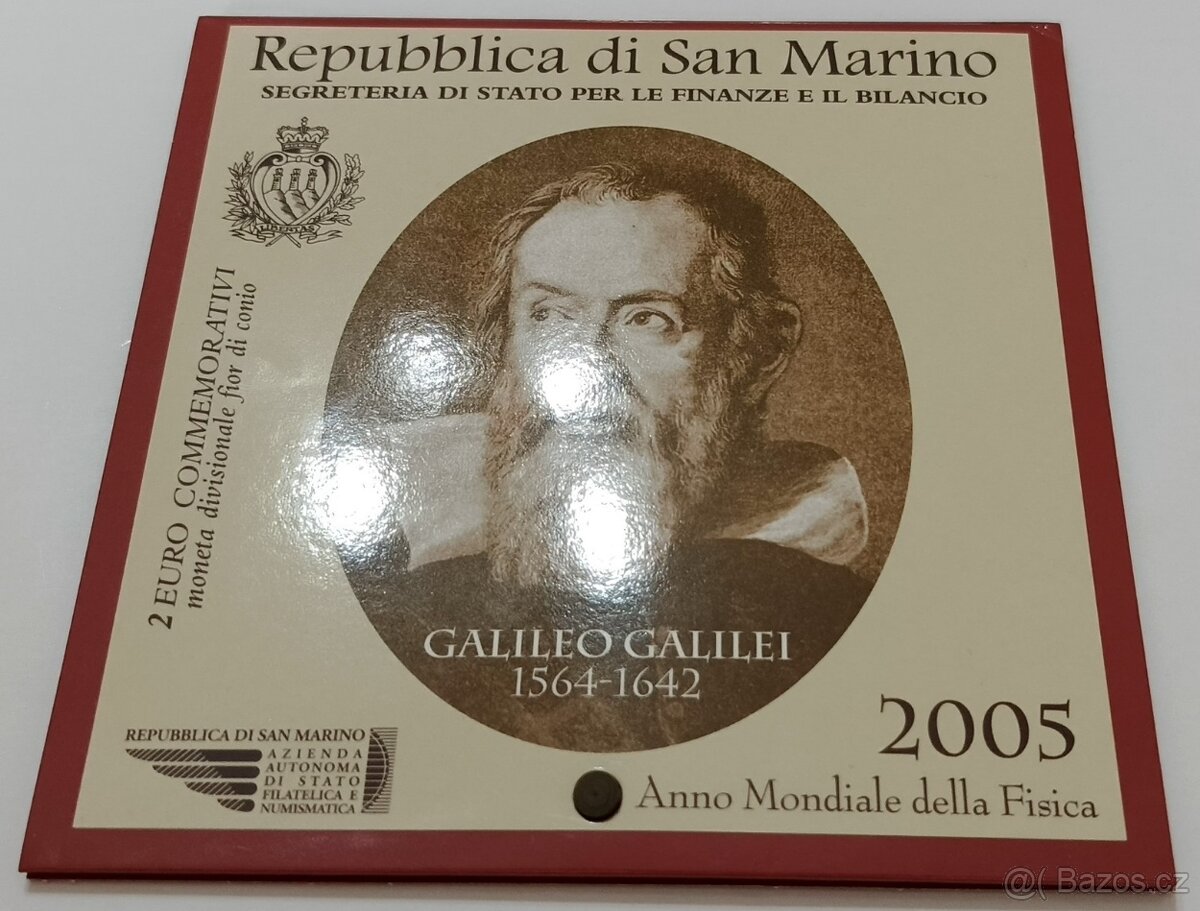 Repubblica di San Marino
SEGRETERIA DI STATO PER LE FINANZE E IL BILANCIO
LIBERTAS
2 EURO COMMEMORATIVI
moneta divisionale fior di conio
GALILEO GALILEI
1564-1642
2005
Anno Mondiale della Fisica
REPUBBLICA DI SAN MARINO
AZIENDA
AUTONOMA
DI STATO
FILATELICA E
NUMISMATICA
@( Bazos.cz